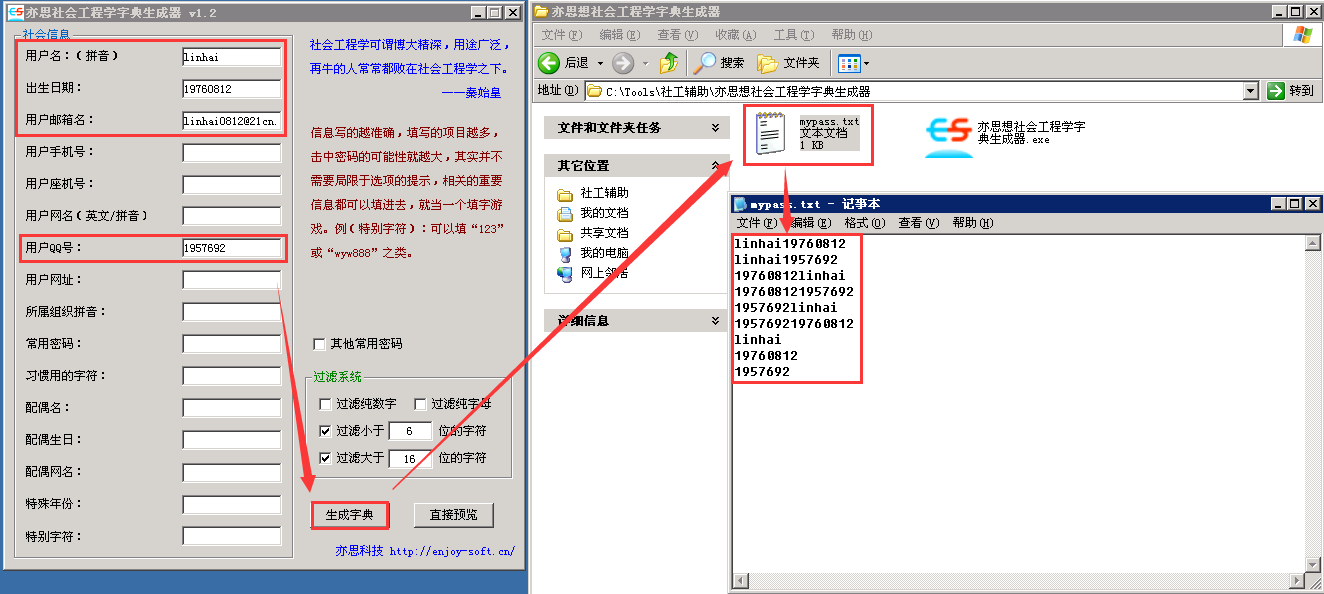 亦思社会工程学字典生成器 v1.2
社会信息
用户名：（拼音） linhai
出生日期： 19760812
用户邮箱名： linhai0812@21cn.
用户手机号：
用户座机号：
用户网名（英文/拼音）
用户QQ号： 1957692
用户网址：
所属组织拼音：
常用密码：
习惯用的字符：
配偶名：
配偶生日：
配偶网名：
特殊年份：
特别字符：
社会工程学可谓博大精深，用途广泛，
再牛的人常常都败在社会工程学之下。
——秦始皇
信息写的越准确，填写的项目越多，
击中密码的可能性就越大，其实并不
需要局限于选项的提示，相关的重要
信息都可以填进去，就当一个填字游
戏。例（特别字符）：可以填“123”
或“wyw888”之类。
其他常用密码
过滤系统
过滤纯数字 过滤纯字母
过滤小于 6 位的字符
过滤大于 16 位的字符
生成字典 直接预览
亦思科技 http://enjoy-soft.cn/
亦思想社会工程学字典生成器
文件(F) 编辑(E) 查看(V) 收藏(A) 工具(T) 帮助(H)
后退 搜索 文件夹
地址(D) C:\Tools\社工辅助\亦思想社会工程学字典生成器 转到
文件和文件夹任务
其它位置
社工辅助
我的文档
共享文档
我的电脑
网上邻居
详细信息
mypass.txt
文本文档
1 KB
亦思想社会工程学字
典生成器.exe
mypass.txt - 记事本
文件(F) 编辑(E) 格式(O) 查看(V) 帮助(H)
linhai19760812
linhai1957692
19760812linhai
197608121957692
1957692linhai
195769219760812
linhai
19760812
1957692